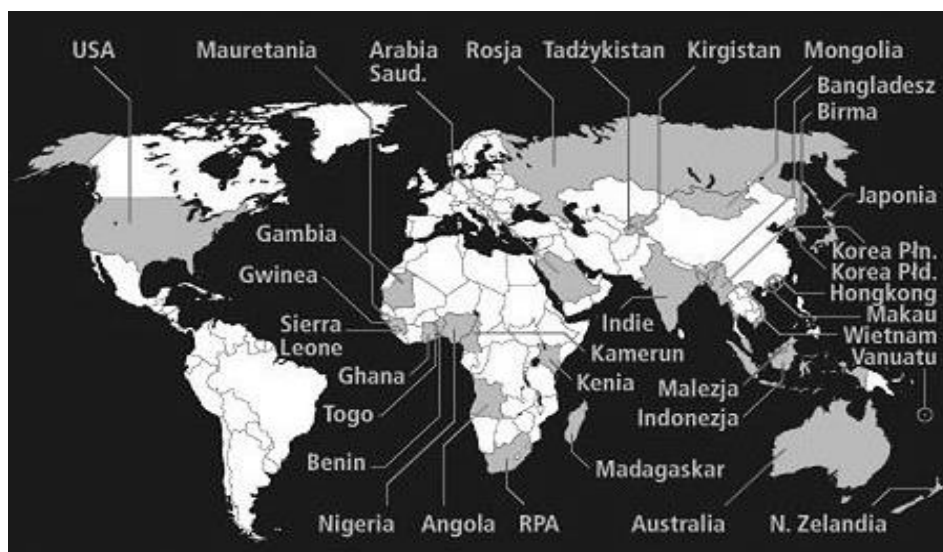 USA
Mauretania
Arabia
Saud.
Rosja
Tadżykistan
Kirgistan
Mongolia
Bangladesz
Birma
Japonia
Korea Płn.
Korea Płd.
Hongkong
Makau
Wietnam
Vanuatu
Gambia
Gwinea
Sierra
Leone
Ghana
Togo
Benin
Nigeria
Angola
RPA
Kamerun
Kenia
Madagaskar
Indie
Malezja
Indonezja
Australia
N. Zelandia